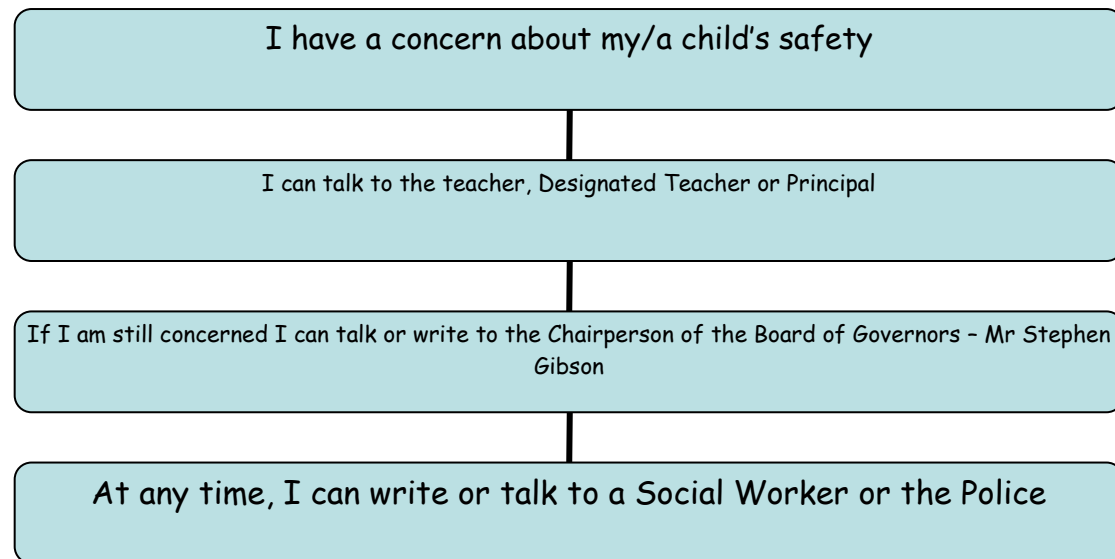 I have a concern about my/a child’s safety
I can talk to the teacher, Designated Teacher or Principal
If I am still concerned I can talk or write to the Chairperson of the Board of Governors – Mr Stephen
Gibson
At any time, I can write or talk to a Social Worker or the Police